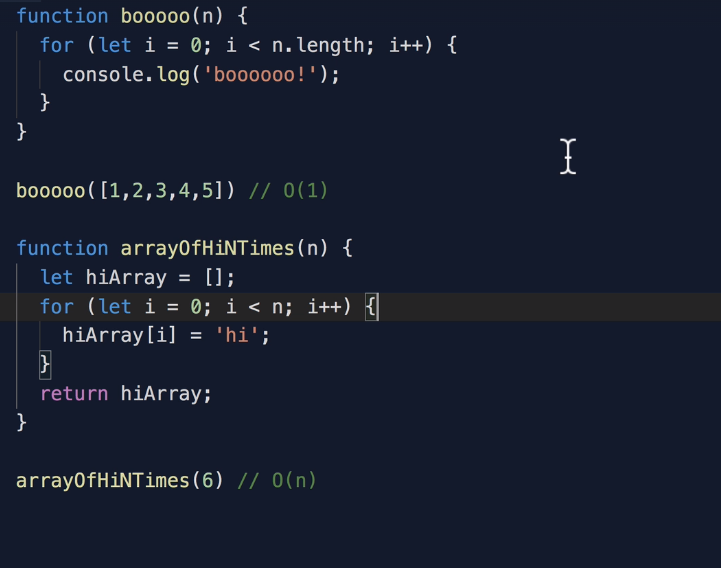 function booooo(n) {
for (let i = 0; i < n.length; i++) {
console.log('boooooo!');
}
}
booooo([1,2,3,4,5]) // O(1)
function arrayOfHiNTimes(n) {
let hiArray = [];
for (let i = 0; i < n; i++) {
hiArray[i] = 'hi';
}
return hiArray;
}
arrayOfHiNTimes(6) // O(n)